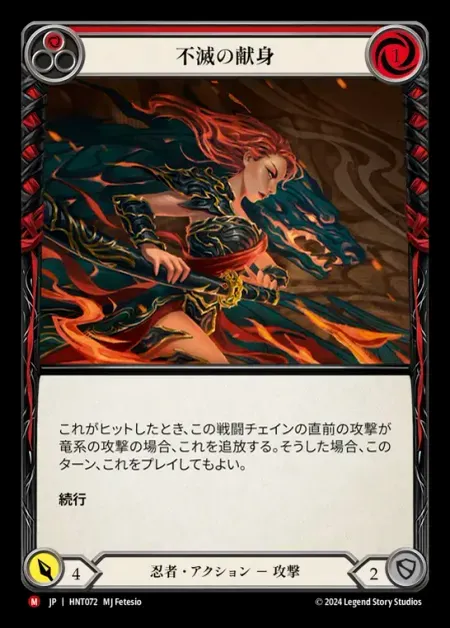 1
不滅の献身
これがヒットしたとき、この戦闘チェインの直前の攻撃が
竜系の攻撃の場合、これを追放する。そうした場合、この
ターン、これをプレイしてもよい。
続行
4
忍者・アクション － 攻撃
2
M JP | HNT072 MJ Fetesio
© 2024 Legend Story Studios